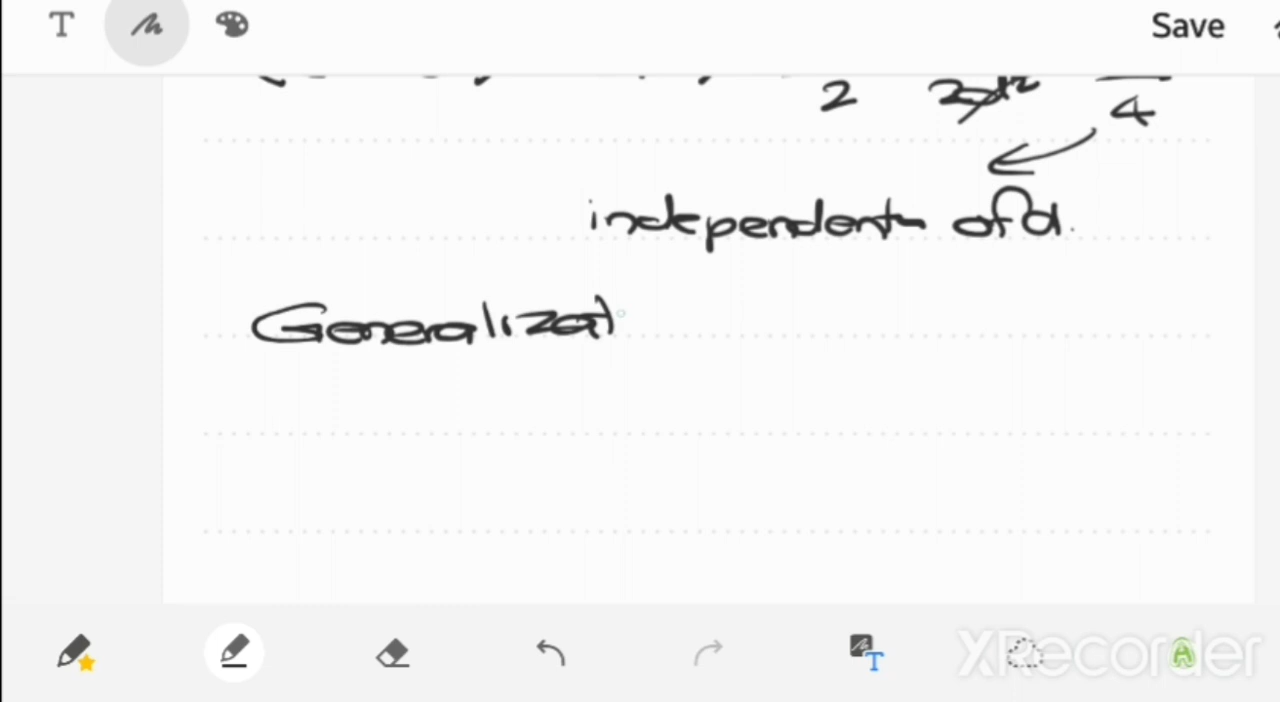 T Save
2 4
independent of d.
Generalizat
T XRecorder